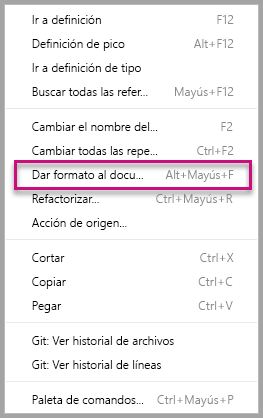 Ir a definición F12
Definición de pico Alt+F12
Ir a definición de tipo
Buscar todas las refer... Mayús+F12
Cambiar el nombre del... F2
Cambiar todas las repe... Ctrl+F2
Dar formato al docu... Alt+Mayús+F
Refactorizar... Ctrl+Mayús+R
Acción de origen...
Cortar Ctrl+X
Copiar Ctrl+C
Pegar Ctrl+V
Git: Ver historial de archivos
Git: Ver historial de líneas
Paleta de comandos... Ctrl+Mayús+P